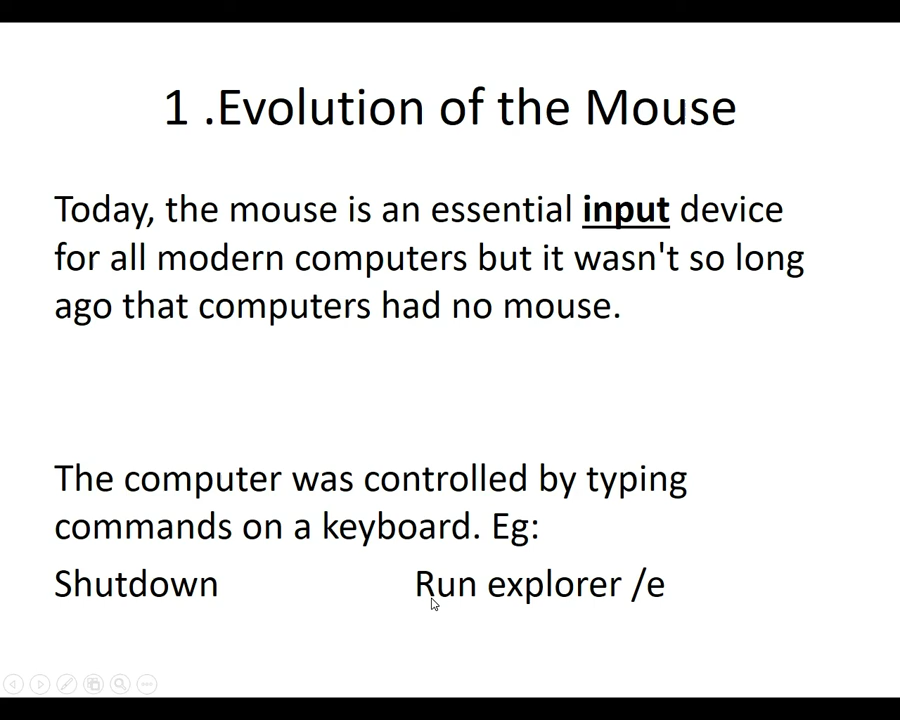 1 .Evolution of the Mouse
Today, the mouse is an essential input device
for all modern computers but it wasn't so long
ago that computers had no mouse.
The computer was controlled by typing
commands on a keyboard. Eg:
Shutdown Run explorer /e